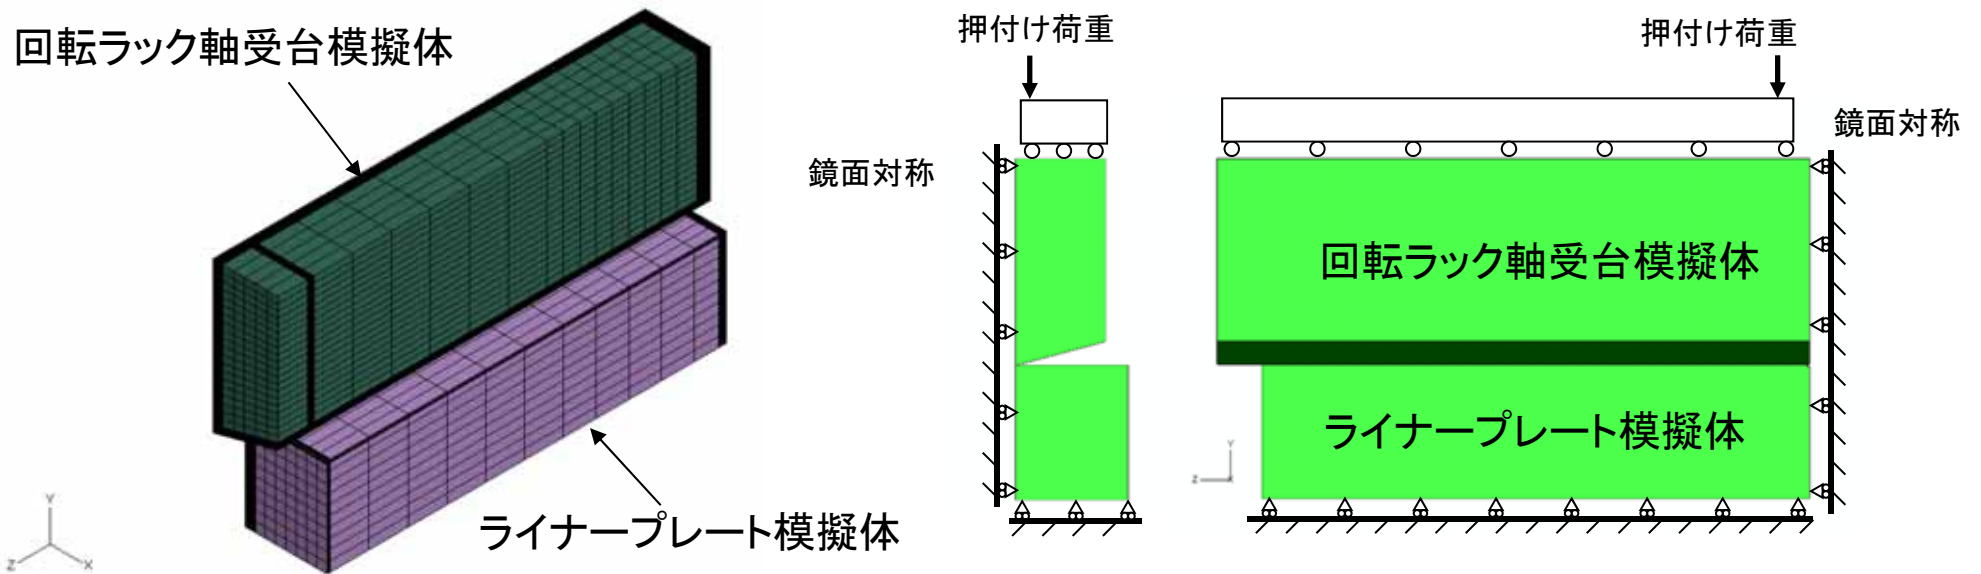 回転ラック軸受台模擬体
ライナープレート模擬体
Y
Z
X
押付け荷重
鏡面対称
押付け荷重
鏡面対称
回転ラック軸受台模擬体
ライナープレート模擬体
Y
Z
X